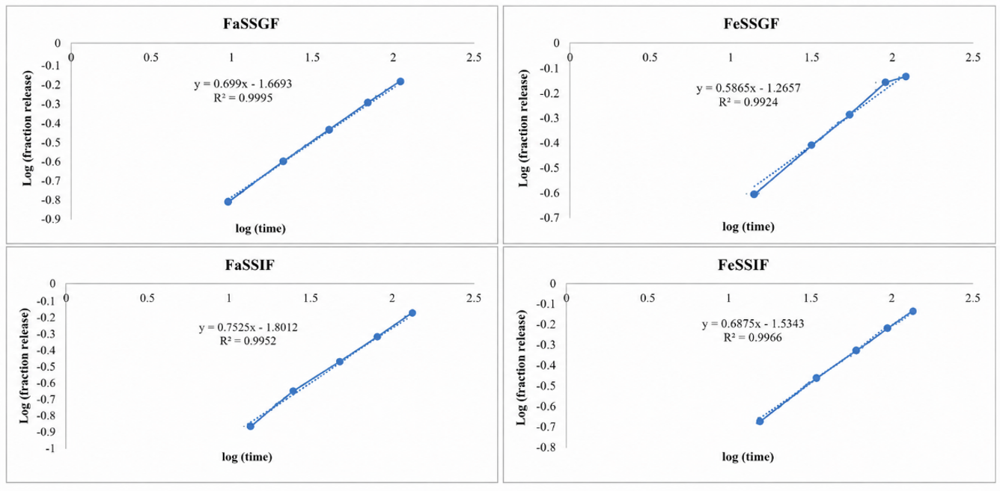 FaSSGF
0
0 0.5 1 1.5 2 2.5
-0.1
-0.2
-0.3
-0.4
-0.5
-0.6
-0.7
-0.8
-0.9
y = 0.699x - 1.6693
R² = 0.9995
Log (fraction release)
log (time)
FeSSGF
0
0 0.5 1 1.5 2 2.5
-0.1
-0.2
-0.3
-0.4
-0.5
-0.6
-0.7
y = 0.5865x - 1.2657
R² = 0.9924
Log (fraction release)
log (time)
FaSSIF
0
0 0.5 1 1.5 2 2.5
-0.1
-0.2
-0.3
-0.4
-0.5
-0.6
-0.7
-0.8
-0.9
-1
y = 0.7525x - 1.8012
R² = 0.9952
Log (fraction release)
log (time)
FeSSIF
0
0 0.5 1 1.5 2 2.5
-0.1
-0.2
-0.3
-0.4
-0.5
-0.6
-0.7
-0.8
y = 0.6875x - 1.5343
R² = 0.9966
Log (fraction release)
log (time)